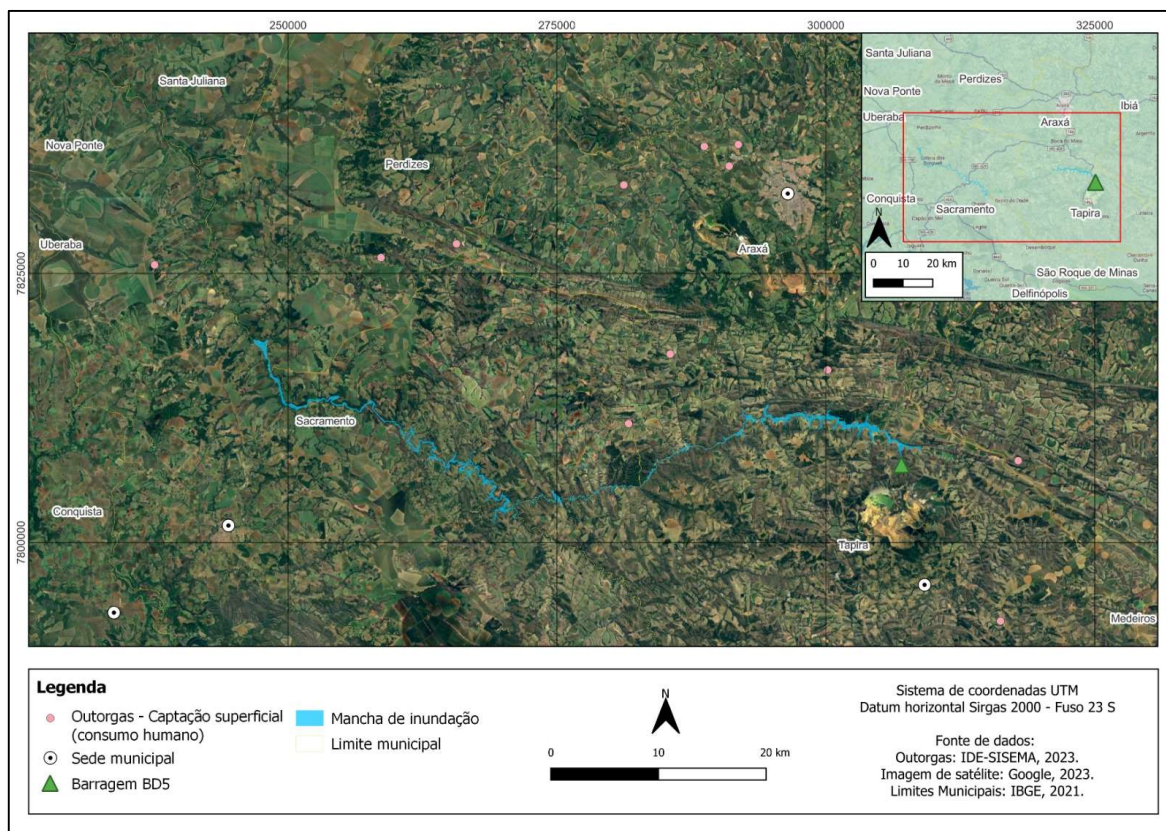 250000
275000
300000
325000
Santa Juliana
Nova Ponte
Perdizes
Uberaba
Araxá
7825000
Sacramento
Conquista
7800000
Tapira
Medeiros
Santa Juliana
Perdizes
Nova Ponte
Ibiá
Uberaba
Araxá
Conquista
Sacramento
Tapira
N
0 10 20 km
São Roque de Minas
Delfinópolis
Legenda
Outorgas - Captação superficial
(consumo humano)
Sede municipal
Barragem BD5
Mancha de inundação
Limite municipal
N
0 10 20 km
Sistema de coordenadas UTM
Datum horizontal Sirgas 2000 - Fuso 23 S
Fonte de dados:
Outorgas: IDE-SISEMA, 2023.
Imagem de satélite: Google, 2023.
Limites Municipais: IBGE, 2021.